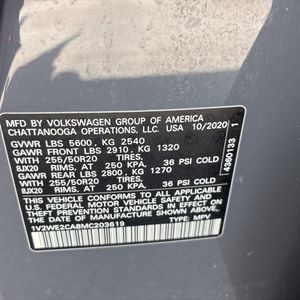 MFD BY VOLKSWAGEN GROUP OF AMERICA
CHATTANOOGA OPERATIONS, LLC. USA 10/2020
GVWR LBS 5600, KG 2540
GAWR FRONT LBS 2910, KG 1320
WITH 255/50R20 TIRES,
8JX20 RIMS, AT 250 KPA, 36 PSI COLD
GAWR REAR LBS 2800, KG 1270
WITH 255/50R20 TIRES,
8JX20 RIMS, AT 250 KPA, 36 PSI COLD
THIS VEHICLE CONFORMS TO ALL APPLICABLE
U.S. FEDERAL MOTOR VEHICLE SAFETY
STANDARDS IN EFFECT ON THE DATE OF
MANUFACTURE SHOWN ABOVE
1V2WE2CA8MC203619 TYPE: MPV
4360133 1